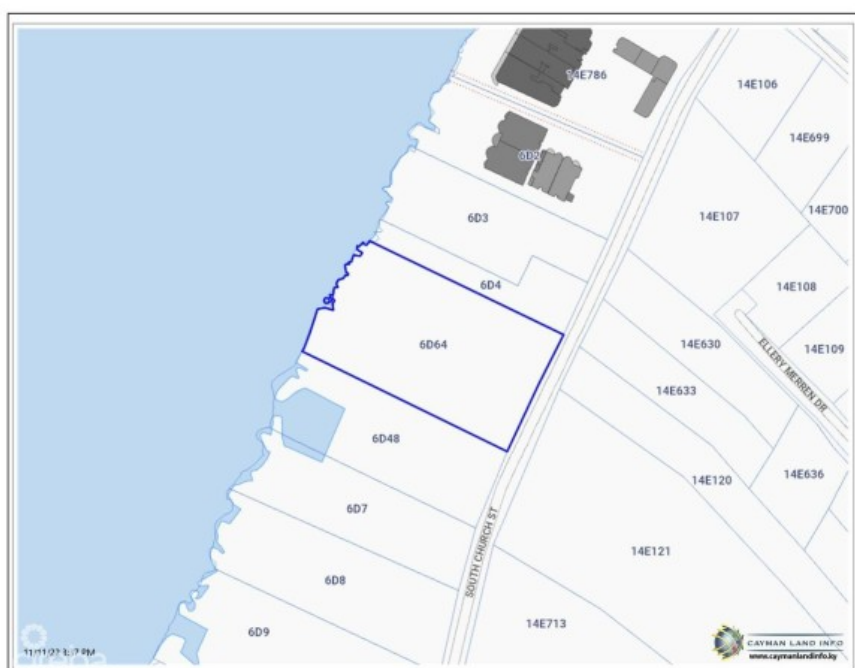 14E786
14E106
14E699
6D2
14E700
14E107
6D3
14E108
6D4
14E630
14E109
6D64
ELLERY MERREN DR
14E633
6D48
14E636
14E120
6D7
SOUTH CHURCH ST
14E121
6D8
14E713
6D9
CAYMAN LAND INFO
www.caymanlandinfo.ky